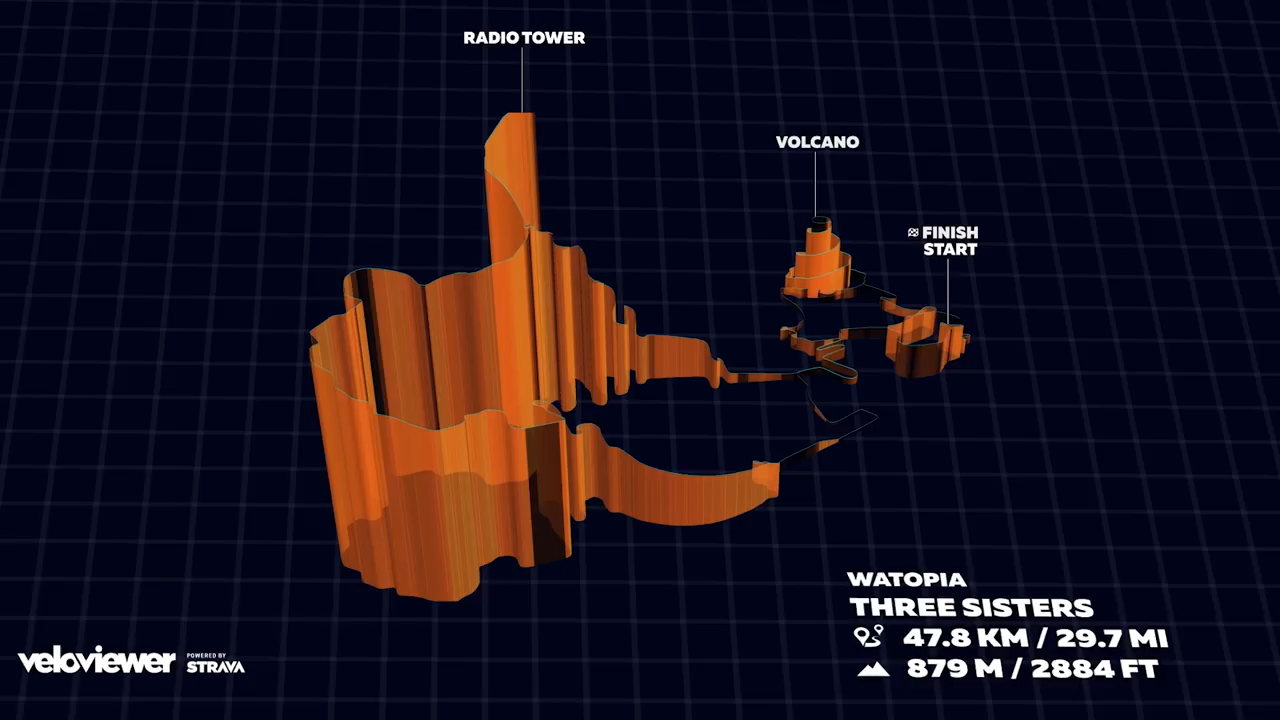 RADIO TOWER
VOLCANO
FINISH
START
WATOPIA
THREE SISTERS
47.8 KM / 29.7 MI
879 M / 2884 FT
veloviewer
POWERED BY
STRAVA